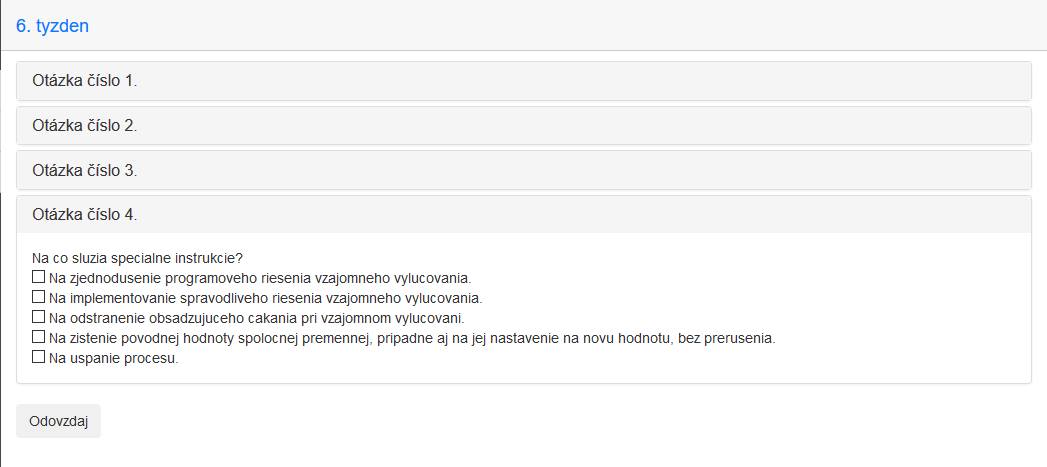 6. tyzden
Otázka číslo 1.
Otázka číslo 2.
Otázka číslo 3.
Otázka číslo 4.
Na co sluzia specialne instrukcie?
Na zjednodusenie programoveho riesenia vzajomneho vylucovania.
Na implementovanie spravodliveho riesenia vzajomneho vylucovania.
Na odstranenie obsadzujuceho cakania pri vzajomnom vylucovani.
Na zistenie povodnej hodnoty spolocnej premennej, pripadne aj na jej nastavenie na novu hodnotu, bez prerusenia.
Na uspanie procesu.
Odovzdaj